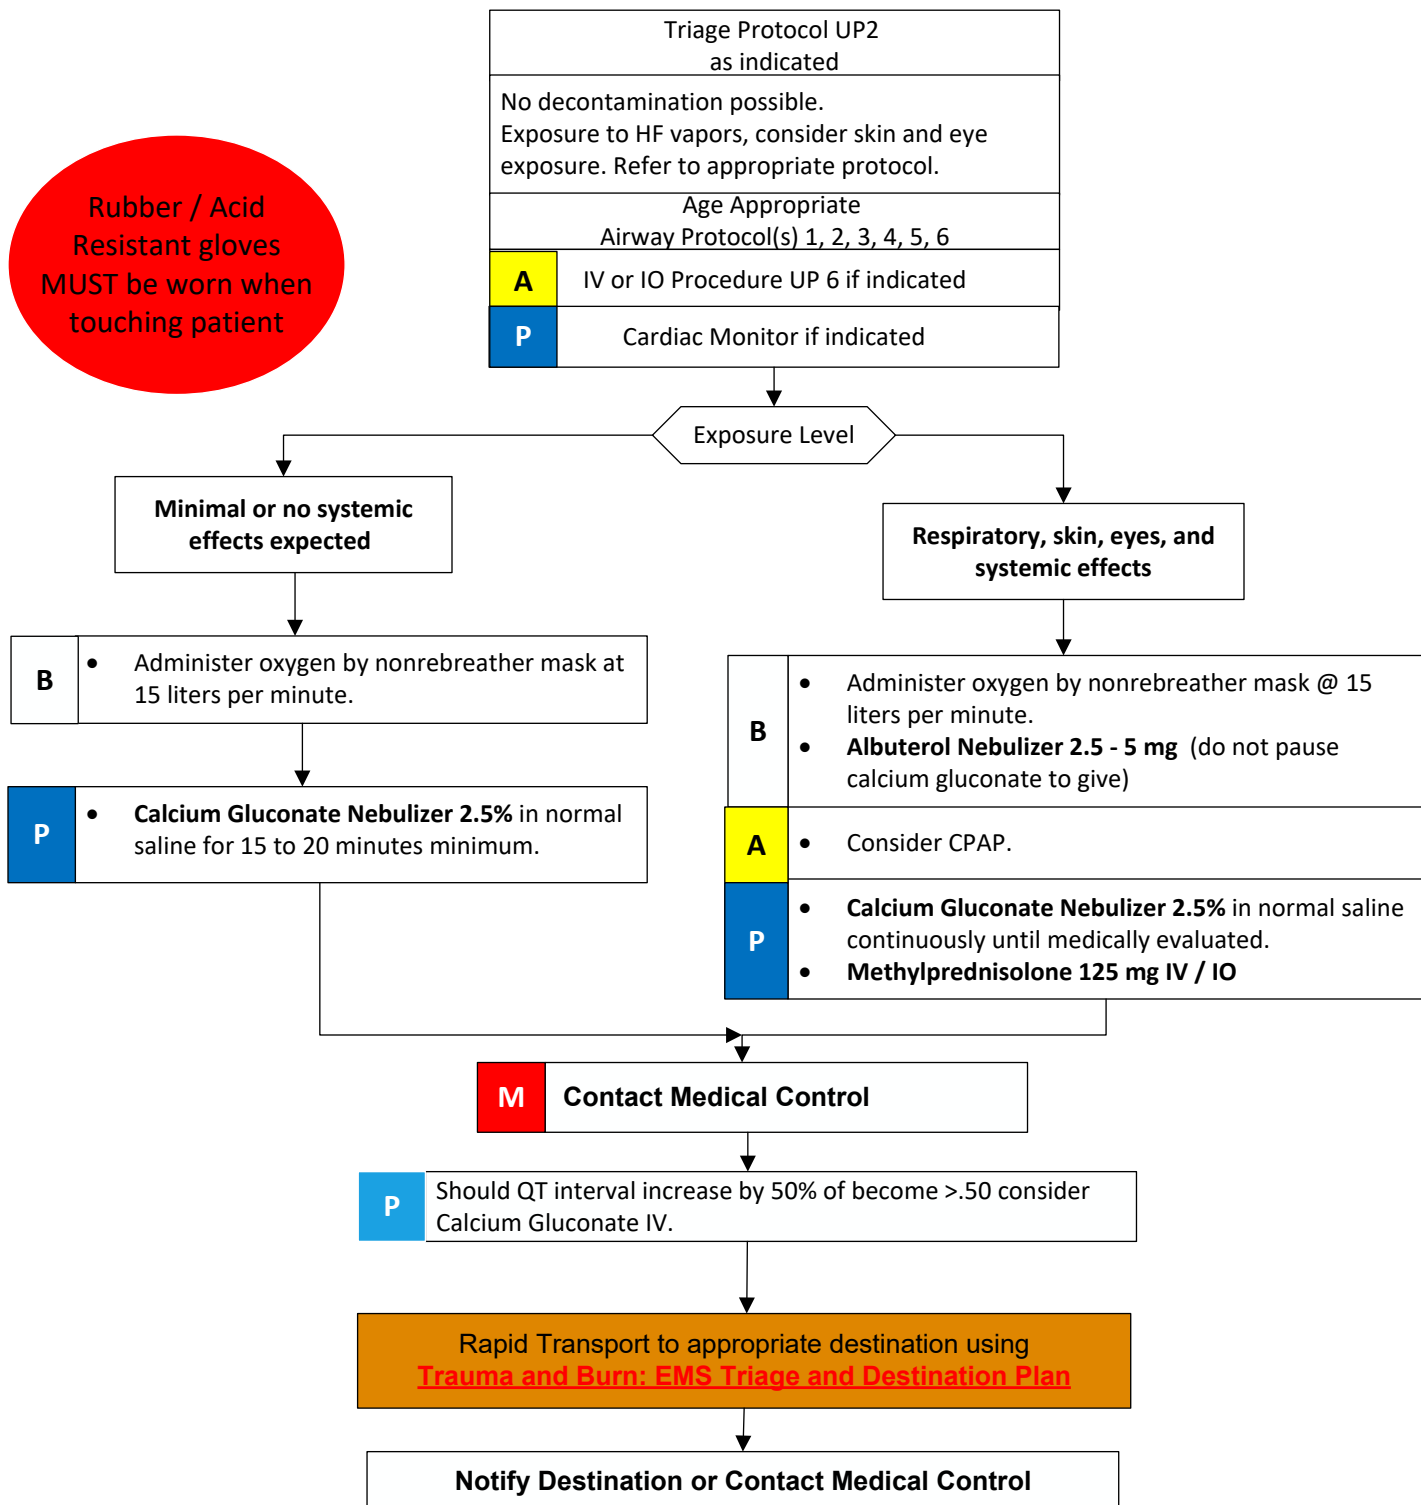 Triage Protocol UP2
as indicated
No decontamination possible.
Exposure to HF vapors, consider skin and eye
exposure. Refer to appropriate protocol.
Age Appropriate
Airway Protocol(s) 1, 2, 3, 4, 5, 6
A IV or IO Procedure UP 6 if indicated
P Cardiac Monitor if indicated
Rubber / Acid
Resistant gloves
MUST be worn when
touching patient
Exposure Level
Minimal or no systemic
effects expected
B • Administer oxygen by nonrebreather mask at
15 liters per minute.
P • Calcium Gluconate Nebulizer 2.5% in normal
saline for 15 to 20 minutes minimum.
Respiratory, skin, eyes, and
systemic effects
B • Administer oxygen by nonrebreather mask @ 15
liters per minute.
• Albuterol Nebulizer 2.5 - 5 mg (do not pause
calcium gluconate to give)
A • Consider CPAP.
P • Calcium Gluconate Nebulizer 2.5% in normal saline
continuously until medically evaluated.
• Methylprednisolone 125 mg IV / IO
M Contact Medical Control
P Should QT interval increase by 50% of become >.50 consider
Calcium Gluconate IV.
Rapid Transport to appropriate destination using
Trauma and Burn: EMS Triage and Destination Plan
Notify Destination or Contact Medical Control